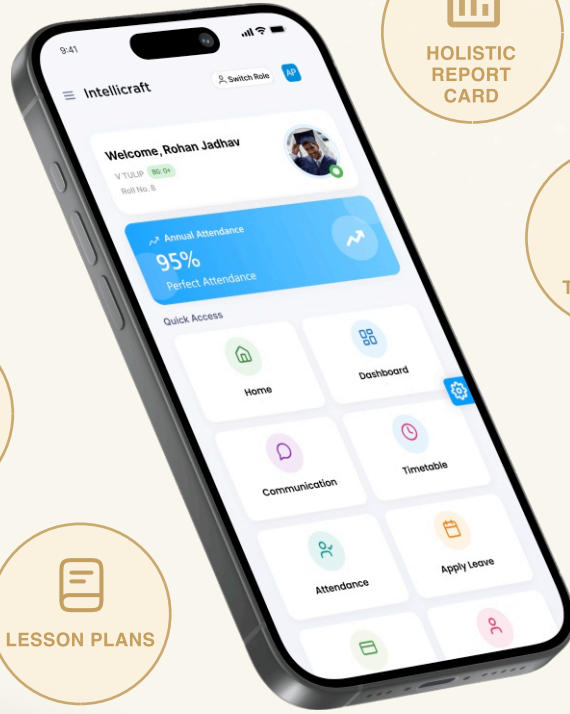 9:41
Intellicraft
Switch Role
AP
Welcome, Rohan Jadhav
V TULIP BG: O+
Roll No. 8
Annual Attendance
95%
Perfect Attendance
Quick Access
Home
Dashboard
Communication
Timetable
Attendance
Apply Leave
HOLISTIC
REPORT
CARD
T
LESSON PLANS